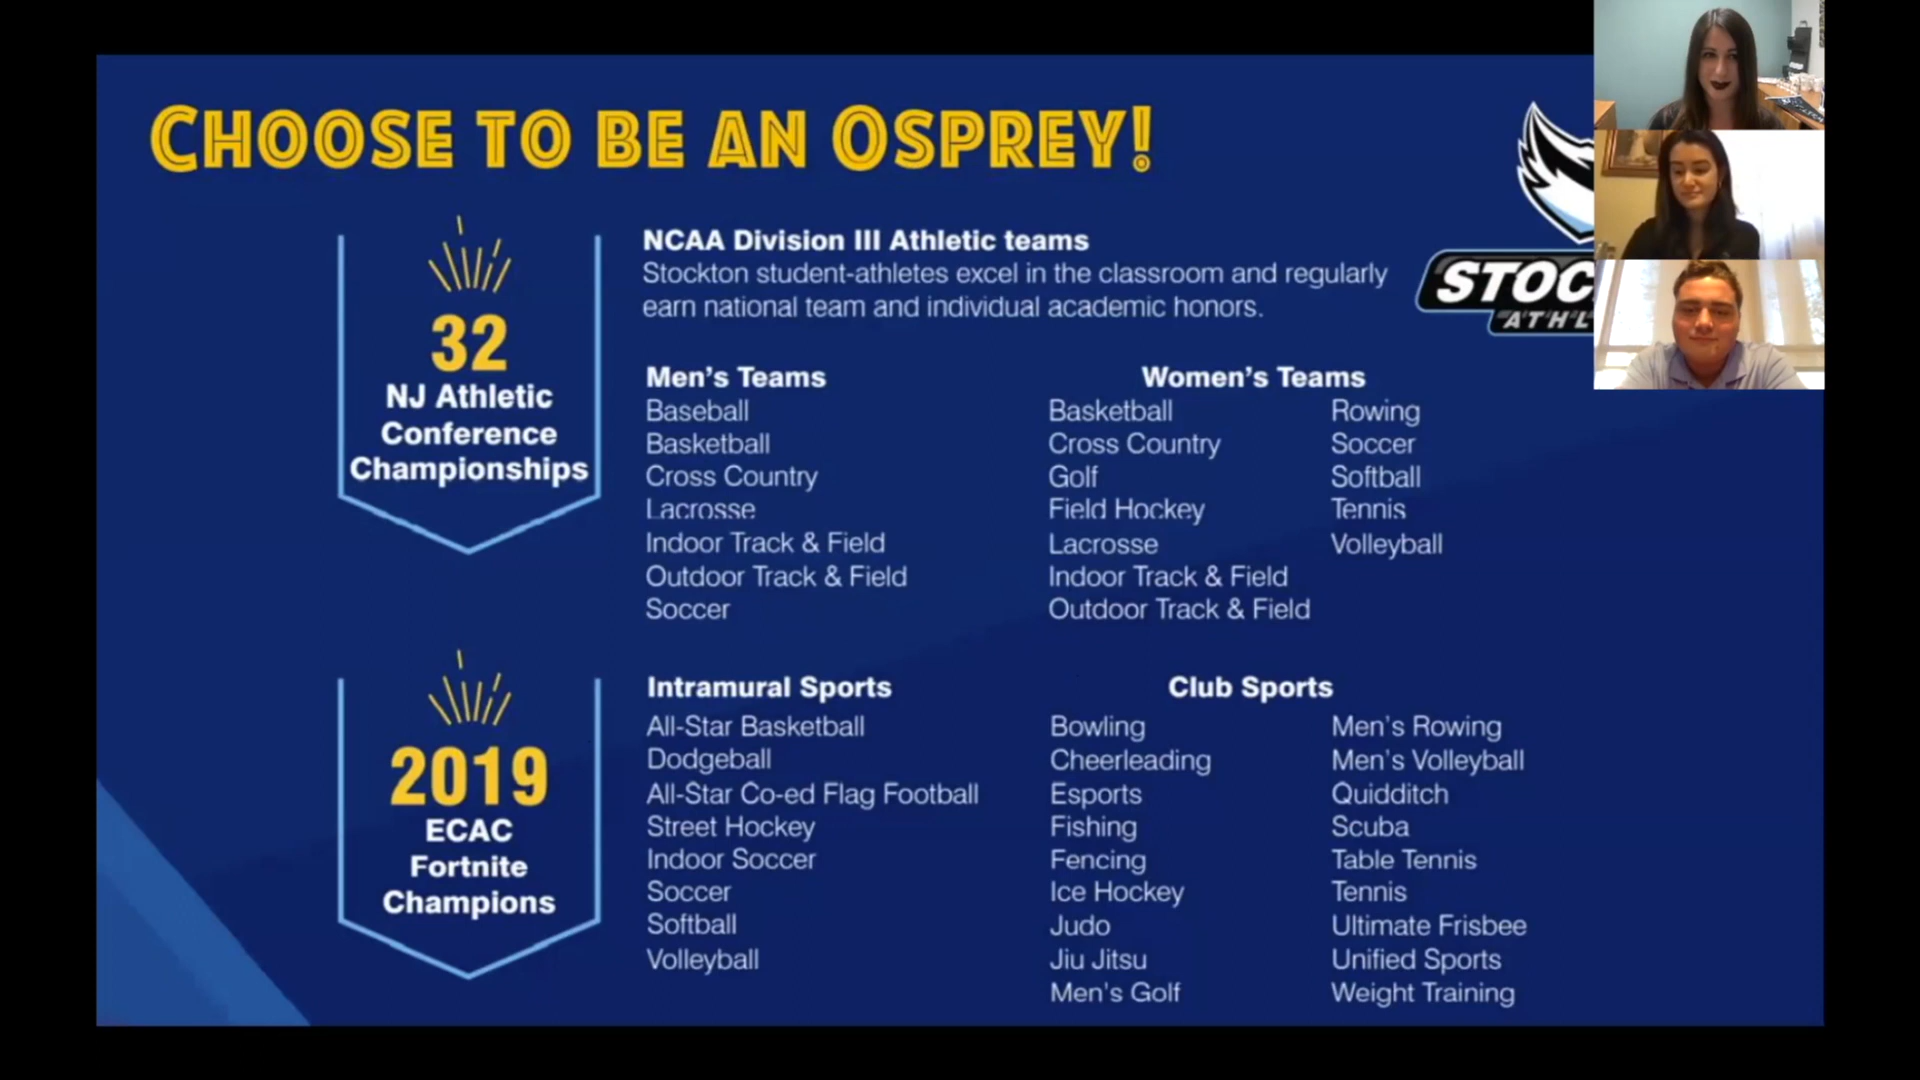 CHOOSE TO BE AN OSPREY!
32
NJ Athletic
Conference
Championships
NCAA Division III Athletic teams
Stockton student-athletes excel in the classroom and regularly
earn national team and individual academic honors.
STOC
ATHL
Men's Teams
Baseball
Basketball
Cross Country
Lacrosse
Indoor Track & Field
Outdoor Track & Field
Soccer
Women's Teams
Basketball
Cross Country
Golf
Field Hockey
Lacrosse
Indoor Track & Field
Outdoor Track & Field
Rowing
Soccer
Softball
Tennis
Volleyball
2019
ECAC
Fortnite
Champions
Intramural Sports
All-Star Basketball
Dodgeball
All-Star Co-ed Flag Football
Street Hockey
Indoor Soccer
Soccer
Softball
Volleyball
Club Sports
Bowling
Cheerleading
Esports
Fishing
Fencing
Ice Hockey
Judo
Jiu Jitsu
Men's Golf
Men's Rowing
Men's Volleyball
Quidditch
Scuba
Table Tennis
Tennis
Ultimate Frisbee
Unified Sports
Weight Training